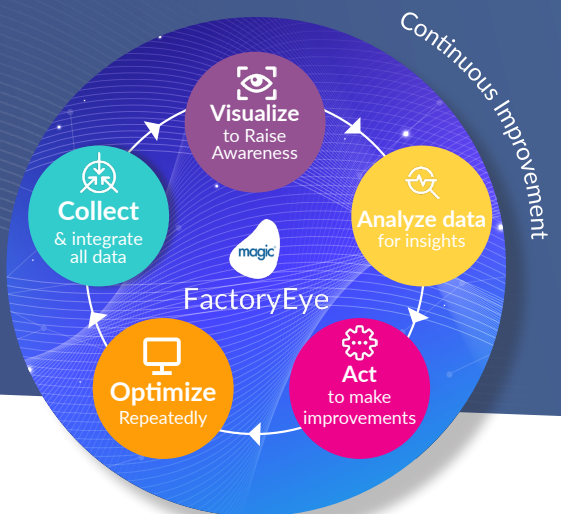 Continuous Improvement
Visualize
to Raise
Awareness
Collect
& integrate
all data
Analyze data
for insights
magic
FactoryEye
Optimize
Repeatedly
Act
to make
improvements